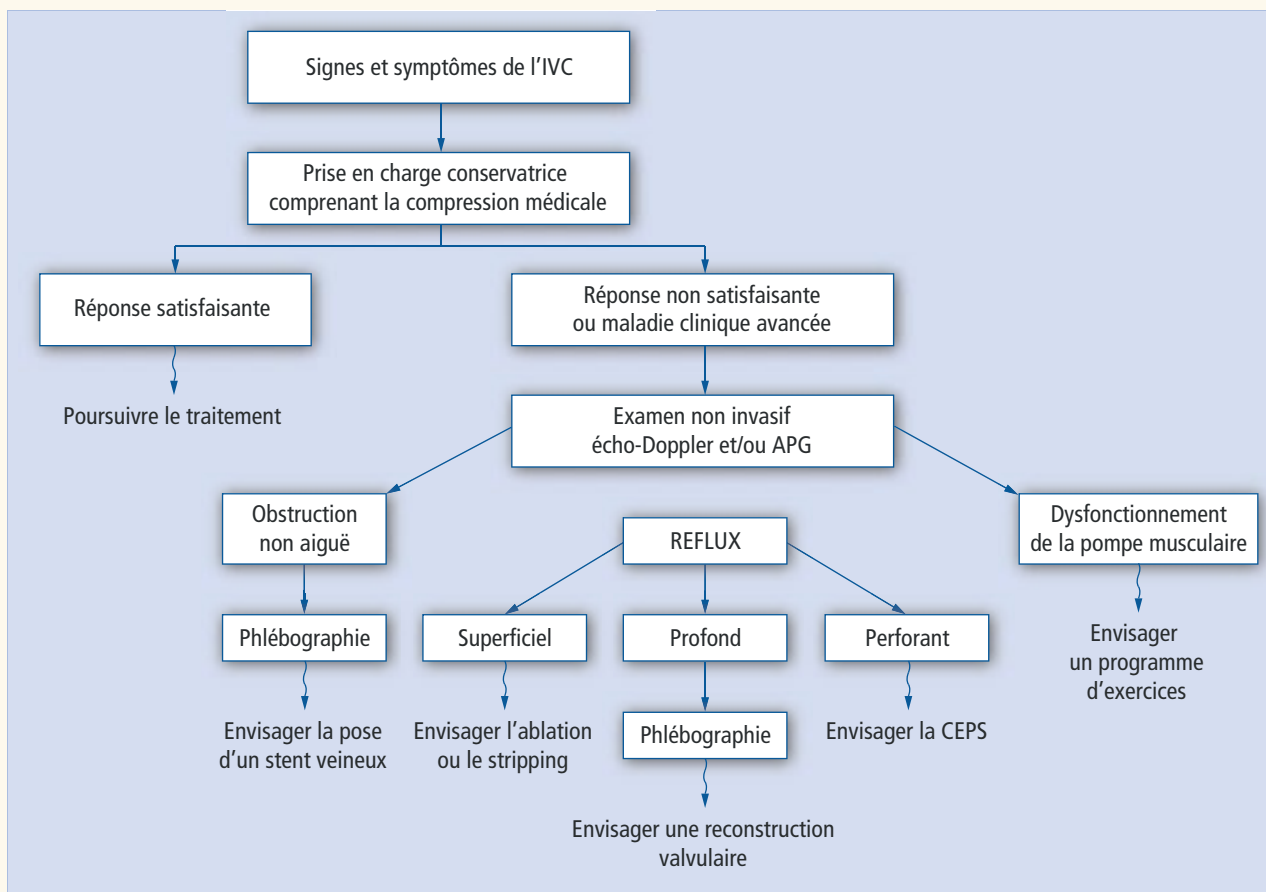 Signes et symptômes de l'IVC
Prise en charge conservatrice
comprenant la compression médicale
Réponse satisfaisante
Réponse non satisfaisante
ou maladie clinique avancée
Poursuivre le traitement
Examen non invasif
écho-Doppler et/ou APG
Obstruction
non aiguë
REFLUX
Dysfonctionnement
de la pompe musculaire
Phlébographie
Superficiel
Profond
Perforant
Envisager
un programme
d'exercices
Envisager la pose
d'un stent veineux
Envisager l'ablation
ou le stripping
Phlébographie
Envisager la CEPS
Envisager une reconstruction
valvulaire